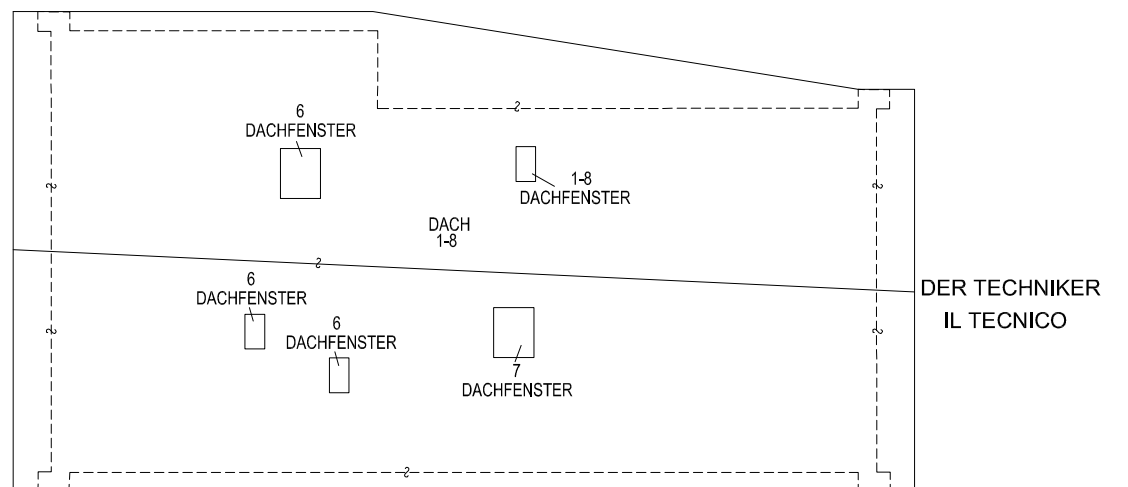 6
DACHFENSTER
1-8
DACHFENSTER
DACH
1-8
6
DACHFENSTER
6
DACHFENSTER
7
DACHFENSTER
DER TECHNIKER
IL TECNICO